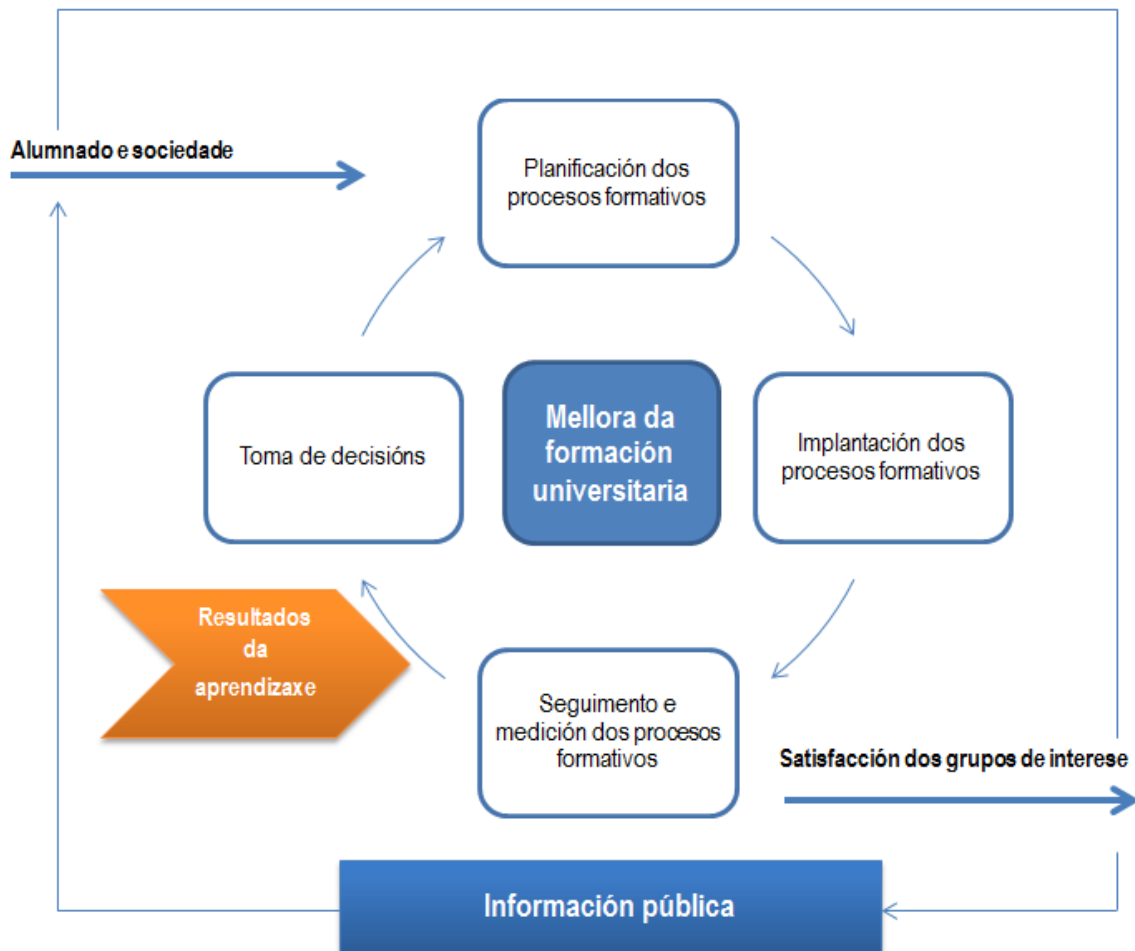 Alumnado e sociedade
Planificación dos
procesos formativos
Toma de decisións
Mellora da
formación
universitaria
Implantación dos
procesos formativos
Resultados
da
aprendizaxe
Seguimento e
medición dos procesos
formativos
Satisfacción dos grupos de interese
Información pública